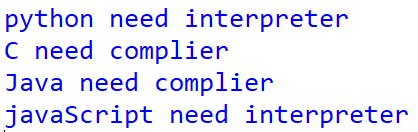 python need interpreter
C need complier
Java need complier
javaScript need interpreter